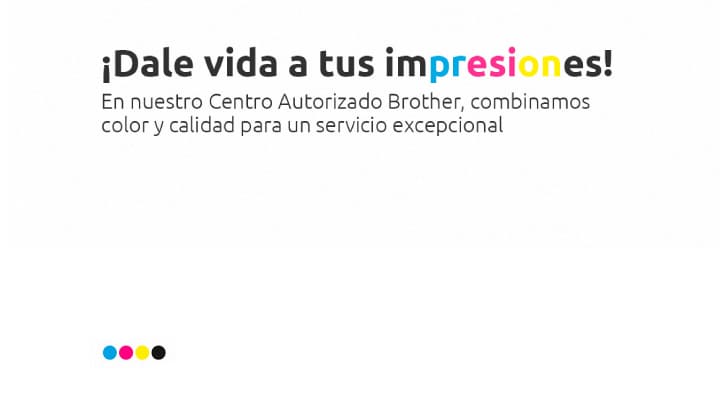 ¡Dale vida a tus impresiones!
En nuestro Centro Autorizado Brother, combinamos
color y calidad para un servicio excepcional